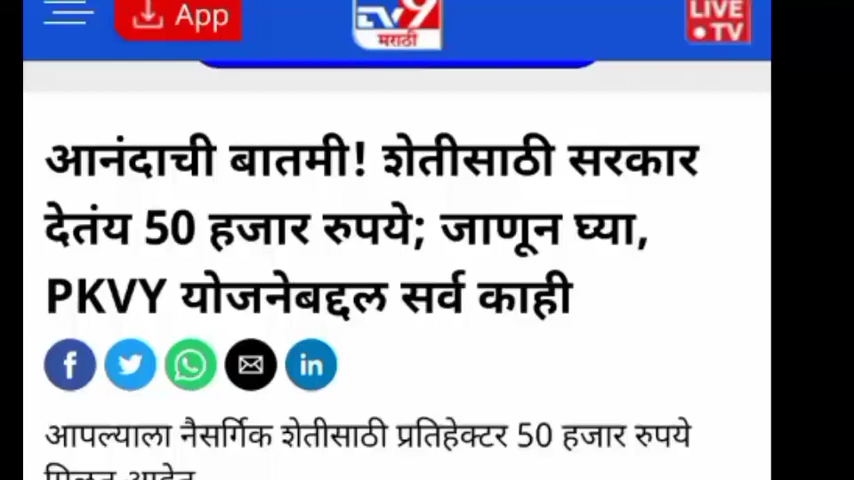 App
TV9
मराठी
LIVE
TV
आनंदाची बातमी! शेतीसाठी सरकार
देतंय 50 हजार रुपये; जाणून घ्या,
PKVY योजनेबद्दल सर्व काही
आपल्याला नैसर्गिक शेतीसाठी प्रतिहेक्टर 50 हजार रुपये